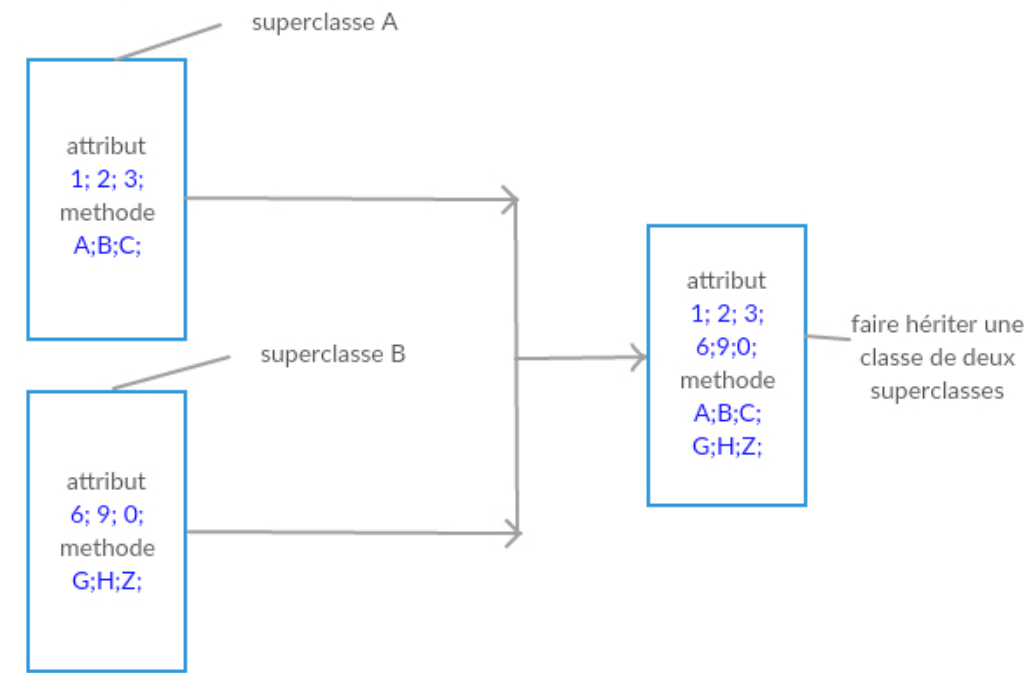 superclasse A
attribut
1; 2; 3;
methode
A;B;C;
superclasse B
attribut
6; 9; 0;
methode
G;H;Z;
attribut
1; 2; 3;
6;9;0;
methode
A;B;C;
G;H;Z;
faire hériter une
classe de deux
superclasses